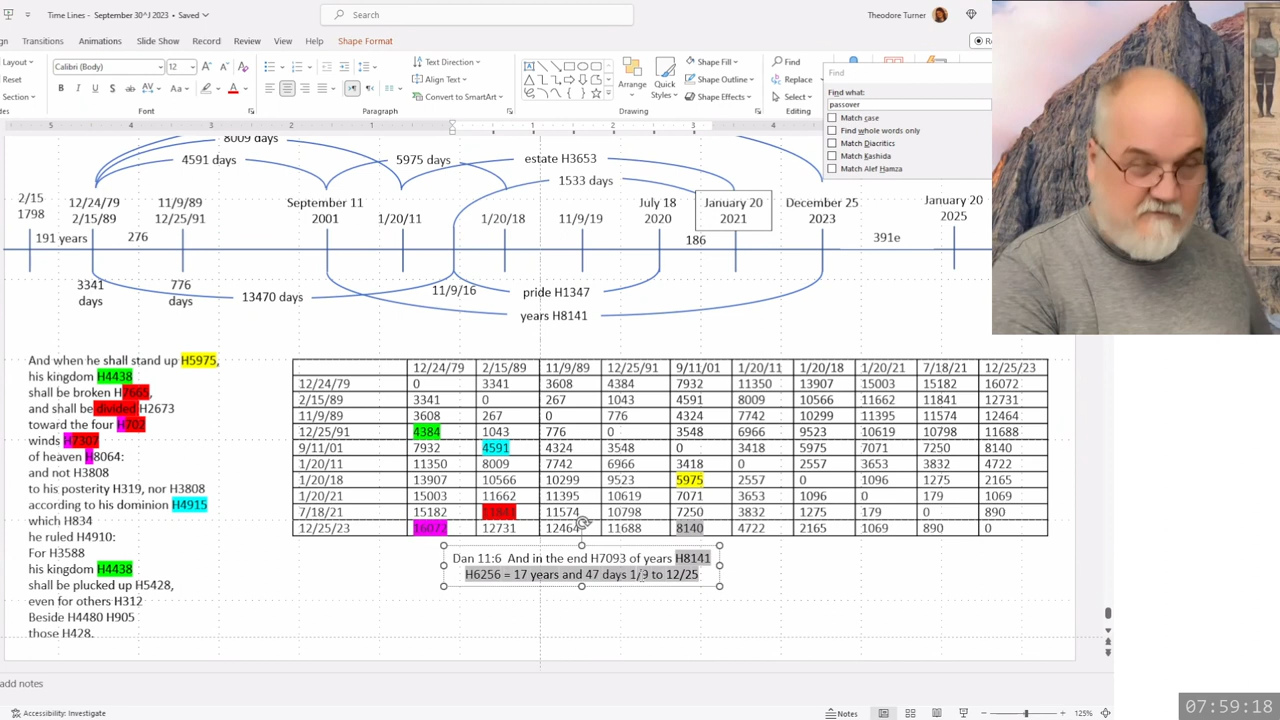 Time Lines - September 30^J 2023 • Saved
Search
Theodore Turner
Transitions Animations Slide Show Record Review View Help Shape Format
Layout
Reset
Section
Calibri (Body) 12
Text Direction
Align Text
Convert to SmartArt
Paragraph
Arrange
Quick Styles
Shape Fill
Shape Outline
Shape Effects
Drawing
Find
Replace
Select
Editing
Find
Find what:
passover
Match case
Find whole words only
Match Diacritics
Match Kashida
Match Alef Hamza
8009 days
4591 days
5975 days
estate H3653
1533 days
2/15
1798
12/24/79
2/15/89
11/9/89
12/25/91
September 11
2001
1/20/11
1/20/18
11/9/19
July 18
2020
January 20
2021
December 25
2023
January 20
2025
191 years
276
186
391e
3341
days
776
days
13470 days
11/9/16
pride H1347
years H8141
And when he shall stand up H5975,
his kingdom H4438
shall be broken H7665,
and shall be divided H2673
toward the four H702
winds H7307
of heaven H8064:
and not H3808
to his posterity H319, nor H3808
according to his dominion H4915
which H834
he ruled H4910:
For H3588
his kingdom H4438
shall be plucked up H5428,
even for others H312
Beside H4480 H905
those H428.
12/24/79 2/15/89 11/9/89 12/25/91 9/11/01 1/20/11 1/20/18 1/20/21 7/18/21 12/25/23
12/24/79 0 3341 3608 4384 7932 11350 13907 15003 15182 16072
2/15/89 3341 0 267 1043 4591 8009 10566 11662 11841 12731
11/9/89 3608 267 0 776 4324 7742 10299 11395 11574 12464
12/25/91 4384 1043 776 0 3548 6966 9523 10619 10798 11688
9/11/01 7932 4591 4324 3548 0 3418 5975 7071 7250 8140
1/20/11 11350 8009 7742 6966 3418 0 2557 3653 3832 4722
1/20/18 13907 10566 10299 9523 5975 2557 0 1096 1275 2165
1/20/21 15003 11662 11395 10619 7071 3653 1096 0 179 1069
7/18/21 15182 11841 11574 10798 7250 3832 1275 179 0 890
12/25/23 16072 12731 12464 11688 8140 4722 2165 1069 890 0
Dan 11:6 And in the end H7093 of years H8141
H6256 = 17 years and 47 days 1/9 to 12/25
add notes
Accessibility: Investigate
Notes
125%
07:59:18